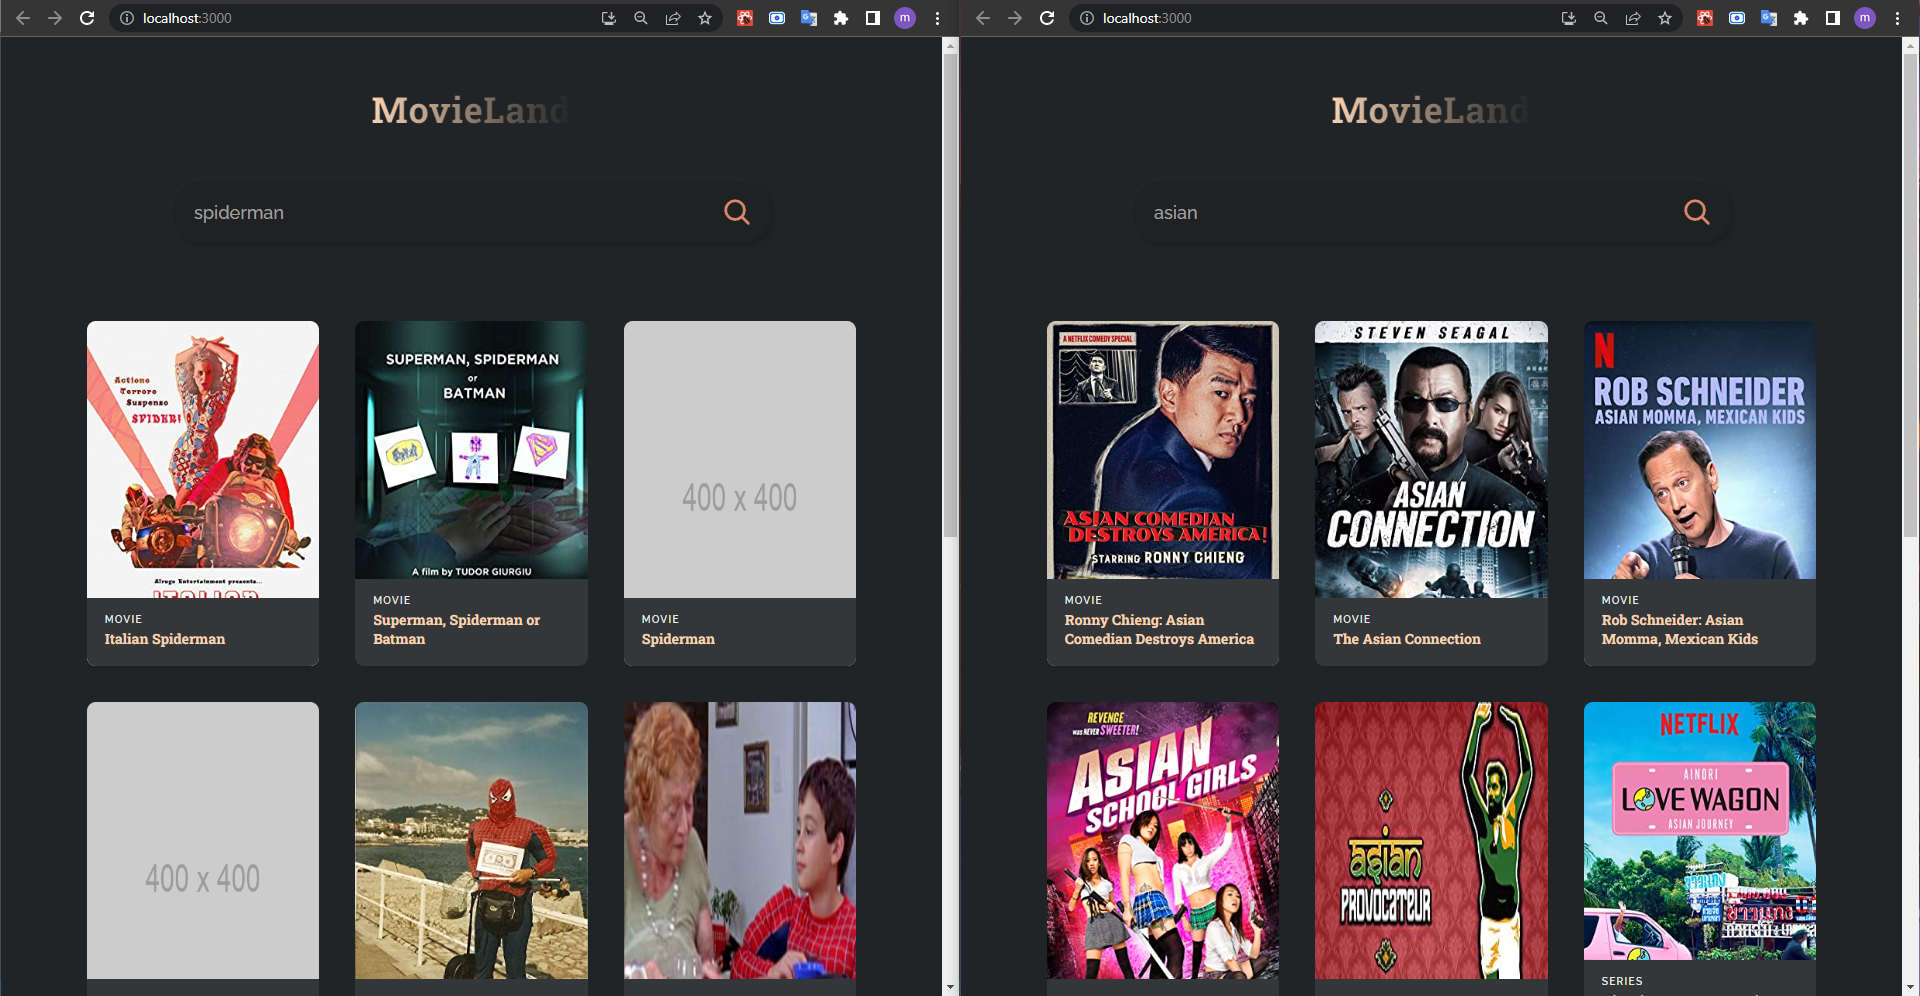 localhost:3000
m
MovieLand
spiderman
Actione
Terrore
Suspenso
SPIDER!
Alrugo Entertainment presenta...
ITALIAN
MOVIE
Italian Spiderman
SUPERMAN, SPIDERMAN
or
BATMAN
A film by TUDOR GIURGIU
MOVIE
Superman, Spiderman or
Batman
400 x 400
MOVIE
Spiderman
400 x 400
localhost:3000
m
MovieLand
asian
A NETFLIX COMEDY SPECIAL
ASIAN COMEDIAN
DESTROYS AMERICA!
STARRING RONNY CHIENG
MOVIE
Ronny Chieng: Asian
Comedian Destroys America
STEVEN SEAGAL
ASIAN
CONNECTION
MOVIE
The Asian Connection
N
ROB SCHNEIDER
ASIAN MOMMA, MEXICAN KIDS
MOVIE
Rob Schneider: Asian
Momma, Mexican Kids
REVENGE
WAS NEVER SWEETER!
ASIAN
SCHOOL GIRLS
asian
PROVOCATEUR
NETFLIX
AINORI
LOVE WAGON
ASIAN JOURNEY
SERIES